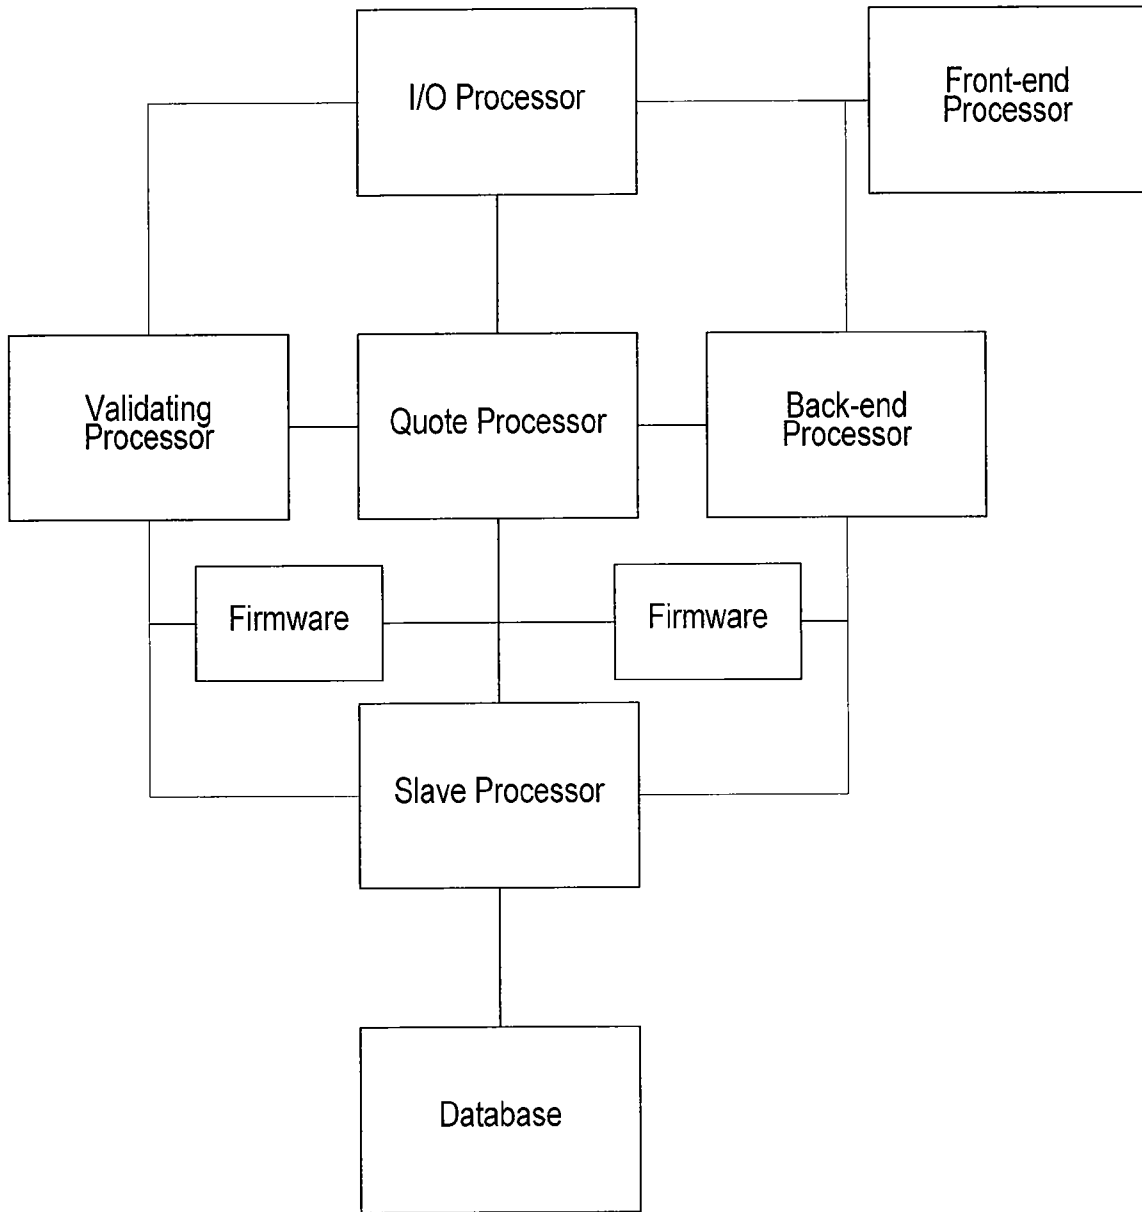 I/O Processor
Front-end
Processor
Validating
Processor
Quote Processor
Back-end
Processor
Firmware
Firmware
Slave Processor
Database